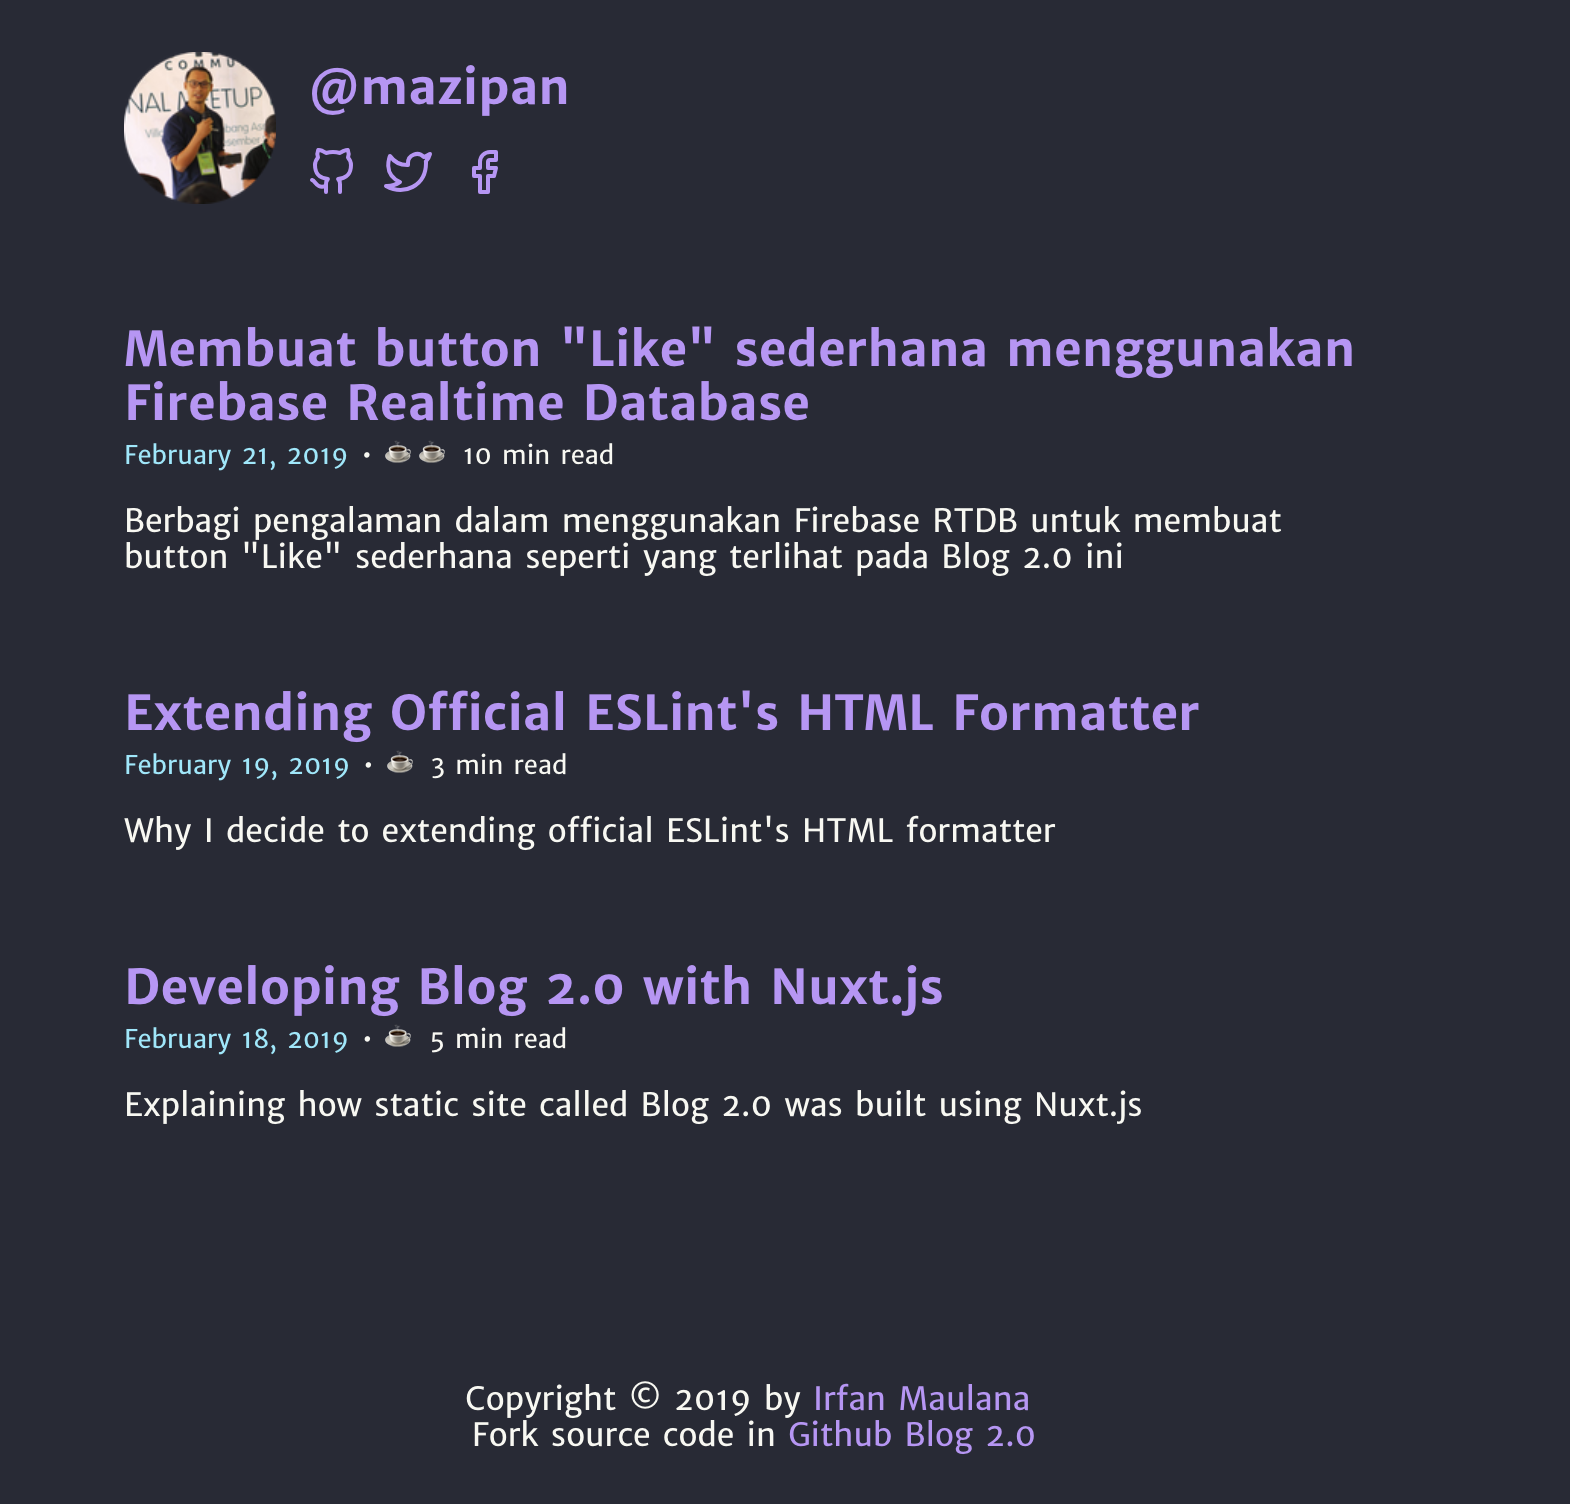 COMMU
NAL MEETUP
@mazipan
Membuat button "Like" sederhana menggunakan
Firebase Realtime Database
February 21, 2019 • ☕☕ 10 min read
Berbagi pengalaman dalam menggunakan Firebase RTDB untuk membuat
button "Like" sederhana seperti yang terlihat pada Blog 2.0 ini
Extending Official ESLint's HTML Formatter
February 19, 2019 • ☕ 3 min read
Why I decide to extending official ESLint's HTML formatter
Developing Blog 2.0 with Nuxt.js
February 18, 2019 • ☕ 5 min read
Explaining how static site called Blog 2.0 was built using Nuxt.js
Copyright © 2019 by Irfan Maulana
Fork source code in Github Blog 2.0